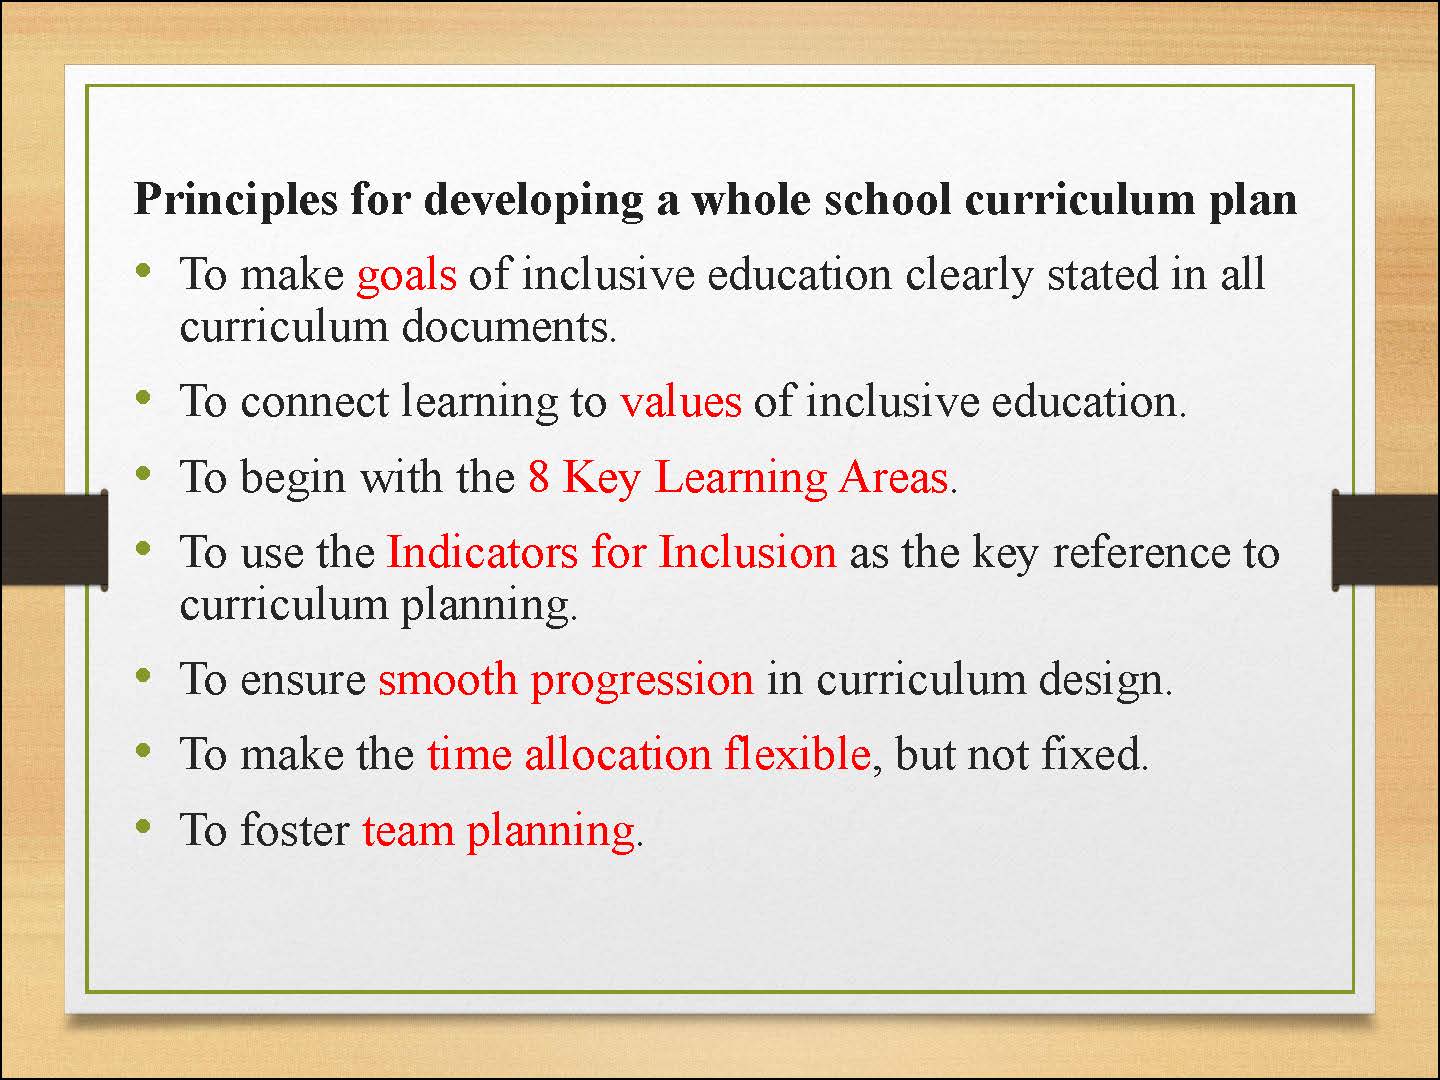 Principles for developing a whole school curriculum plan
• To make goals of inclusive education clearly stated in all
curriculum documents.
• To connect learning to values of inclusive education.
• To begin with the 8 Key Learning Areas.
• To use the Indicators for Inclusion as the key reference to
curriculum planning.
• To ensure smooth progression in curriculum design.
• To make the time allocation flexible, but not fixed.
• To foster team planning.